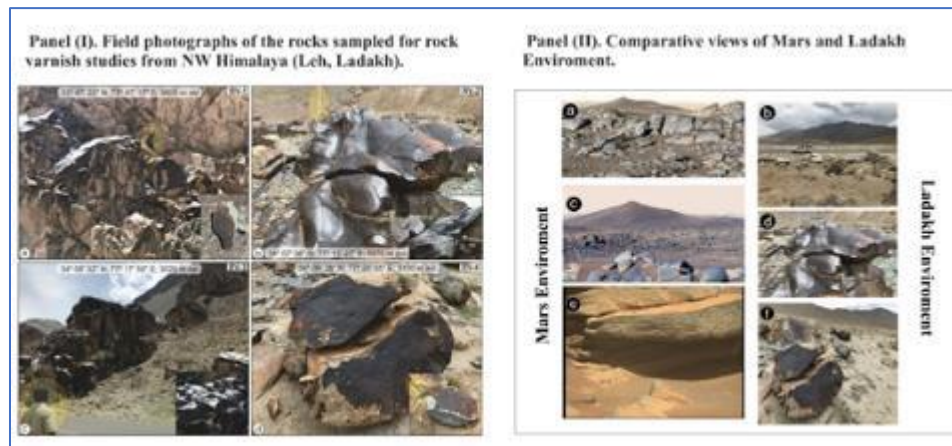 Panel (I). Field photographs of the rocks sampled for rock
varnish studies from NW Himalaya (Leh, Ladakh).
Panel (II). Comparative views of Mars and Ladakh
Enviroment.
a
b
c
d
a
b
c
d
e
f
Mars Enviroment
Ladakh Enviroment